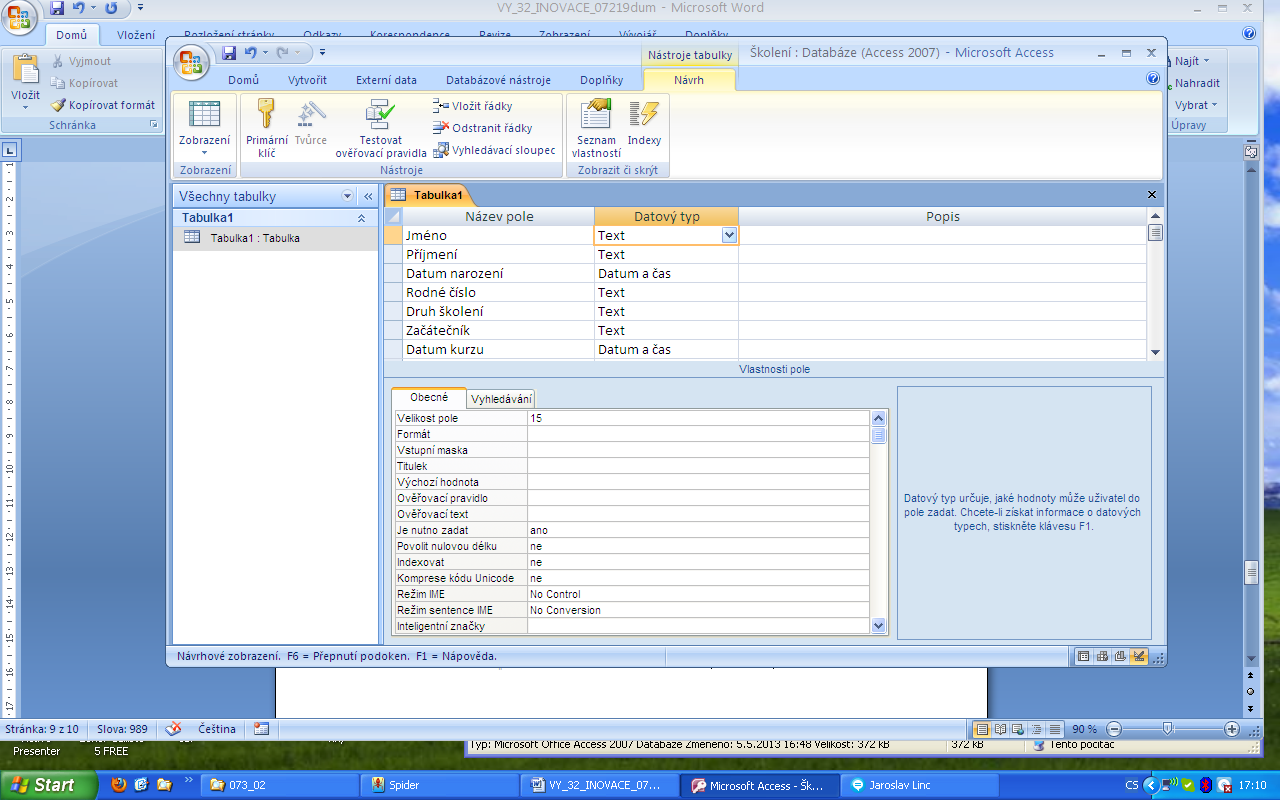 VY_32_INOVACE_07219dum - Microsoft Word
Domů Vložení Rozložení stránky Odkazy Korespondence Revize Zobrazení Vývojář Doplňky
Vložit
Vyjmout
Kopírovat
Kopírovat formát
Schránka
Najít
Nahradit
Vybrat
Úpravy
Nástroje tabulky Školení : Databáze (Access 2007) - Microsoft Access
Domů Vytvořit Externí data Databázové nástroje Doplňky Návrh
Zobrazení
Zobrazení
Primární klíč
Tvůrce
Testovat ověřovací pravidla
Vložit řádky
Odstranit řádky
Vyhledávací sloupec
Nástroje
Seznam vlastností
Indexy
Zobrazit či skrýt
Všechny tabulky
Tabulka1
Tabulka1 : Tabulka
Tabulka1
Název pole Datový typ Popis
Jméno Text
Příjmení Text
Datum narození Datum a čas
Rodné číslo Text
Druh školení Text
Začátečník Text
Datum kurzu Datum a čas
Vlastnosti pole
Obecné Vyhledávání
Velikost pole 15
Formát
Vstupní maska
Titulek
Výchozí hodnota
Ověřovací pravidlo
Ověřovací text
Je nutno zadat ano
Povolit nulovou délku ne
Indexovat ne
Komprese kódu Unicode ne
Režim IME No Control
Režim sentence IME No Conversion
Inteligentní značky
Datový typ určuje, jaké hodnoty může uživatel do
pole zadat. Chcete-li získat informace o datových
typech, stiskněte klávesu F1.
Návrhové zobrazení. F6 = Přepnutí podoken. F1 = Nápověda.
Stránka: 9 z 10 Slova: 989 Čeština 90 %
Presenter 5 FREE
Typ: Microsoft Office Access 2007 Databáze Změněno: 5.5.2013 16:48 Velikost: 372 kB 372 kB Tento počítač
Start 073_02 Spider VY_32_INOVACE_07... Microsoft Access - Šk... Jaroslav Linc CS 17:10